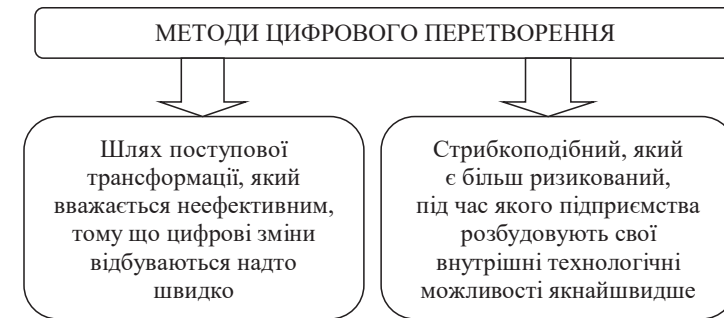 МЕТОДИ ЦИФРОВОГО ПЕРЕТВОРЕННЯ
Шлях поступової
трансформації, який
вважається неефективним,
тому що цифрові зміни
відбуваються надто
швидко
Стрибкоподібний, який
є більш ризикований,
під час якого підприємства
розбудовують свої
внутрішні технологічні
можливості якнайшвидше